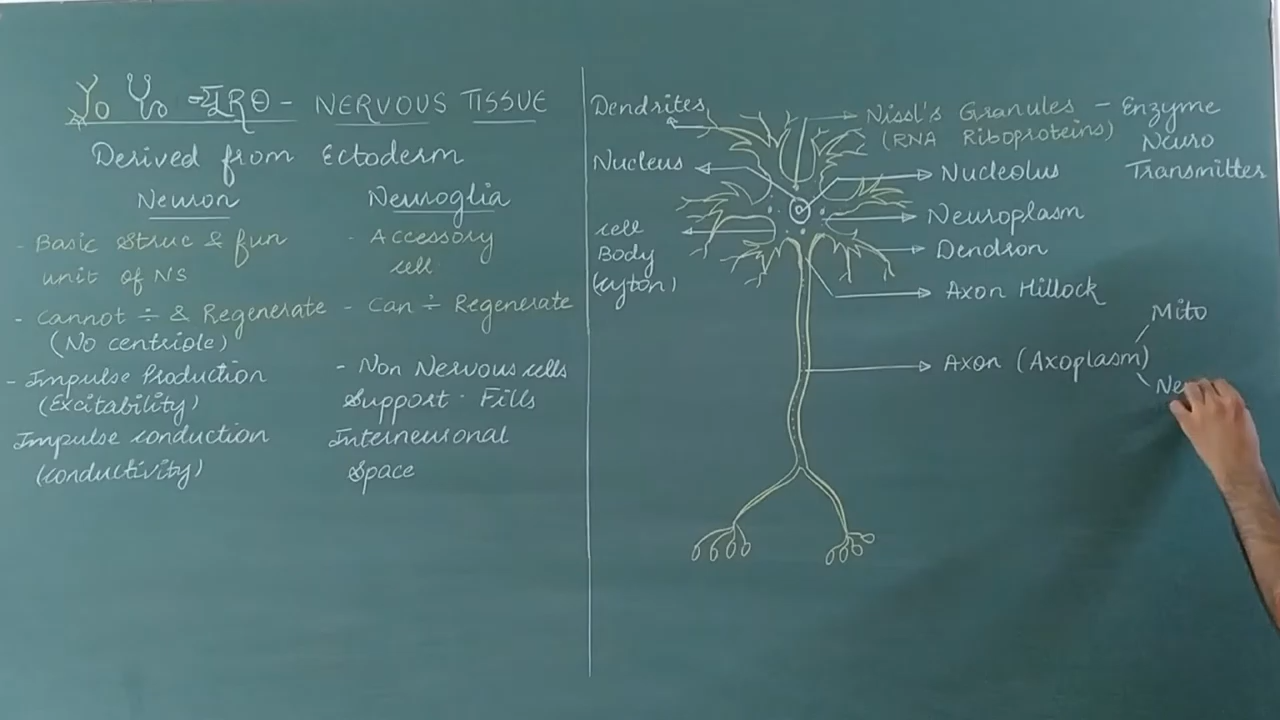 NERVOUS TISSUE
Derived from Ectoderm
Neuron
- Basic Struc & fun
unit of NS
- Cannot ÷ & Regenerate
(No centriole)
- Impulse Production
(Excitability)
Impulse conduction
(conductivity)
Neuroglia
- Accessory
cell
- Can ÷ Regenerate
- Non Nervous cells
Support. Fills
Interneuronal
Space
Dendrites
Nucleus
cell
Body
(cyton)
Nissl's Granules - Enzyme
(RNA Riboproteins) Neuro
Transmitter
Nucleolus
Neuroplasm
Dendron
Axon Hillock
Mito
Axon (Axoplasm)
Ne